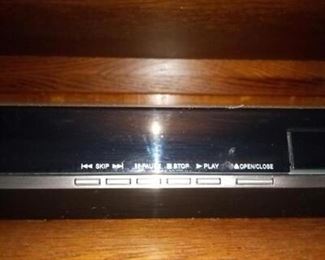 ⏮ SKIP ⏭ ⏸ PAUSE ■ STOP ▶ PLAY ⏏ OPEN/CLOSE